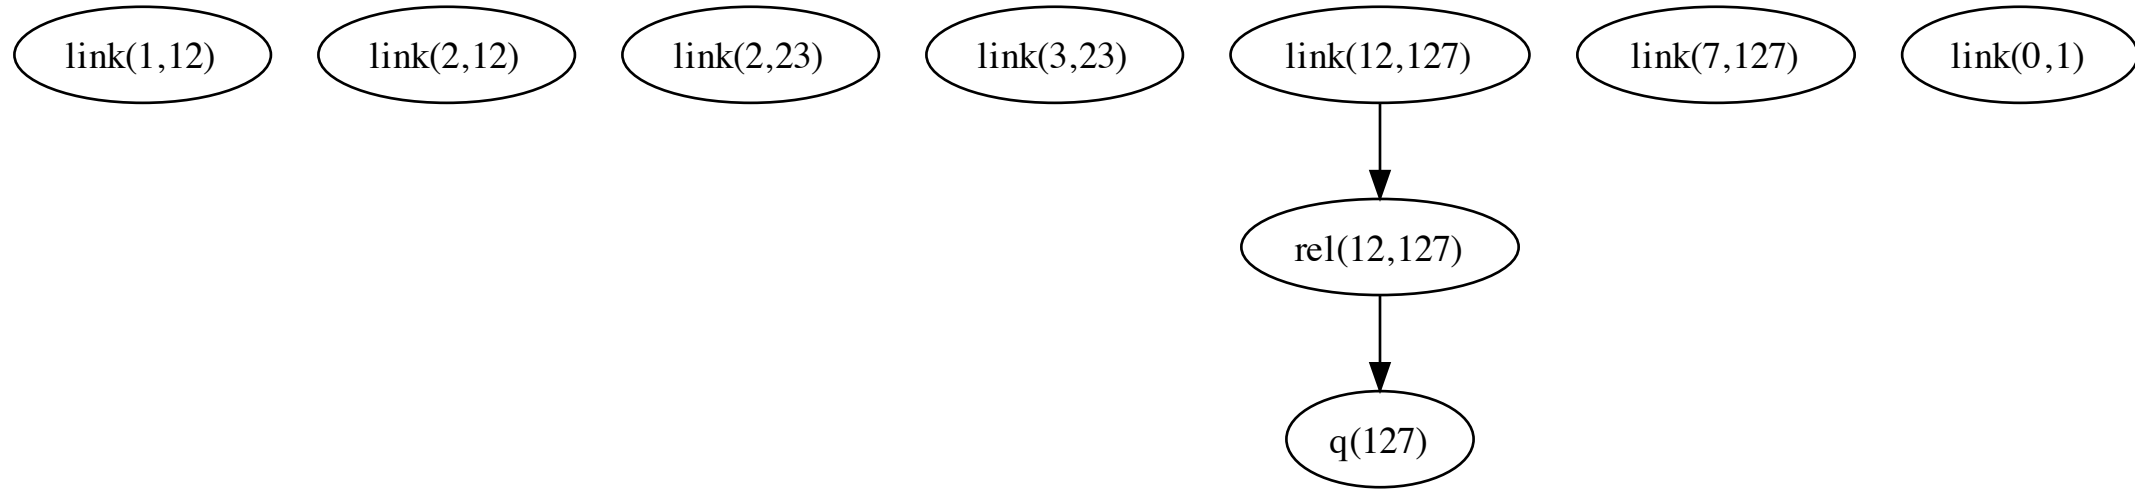 link(1,12)
link(2,12)
link(2,23)
link(3,23)
link(12,127)
link(7,127)
link(0,1)
rel(12,127)
q(127)